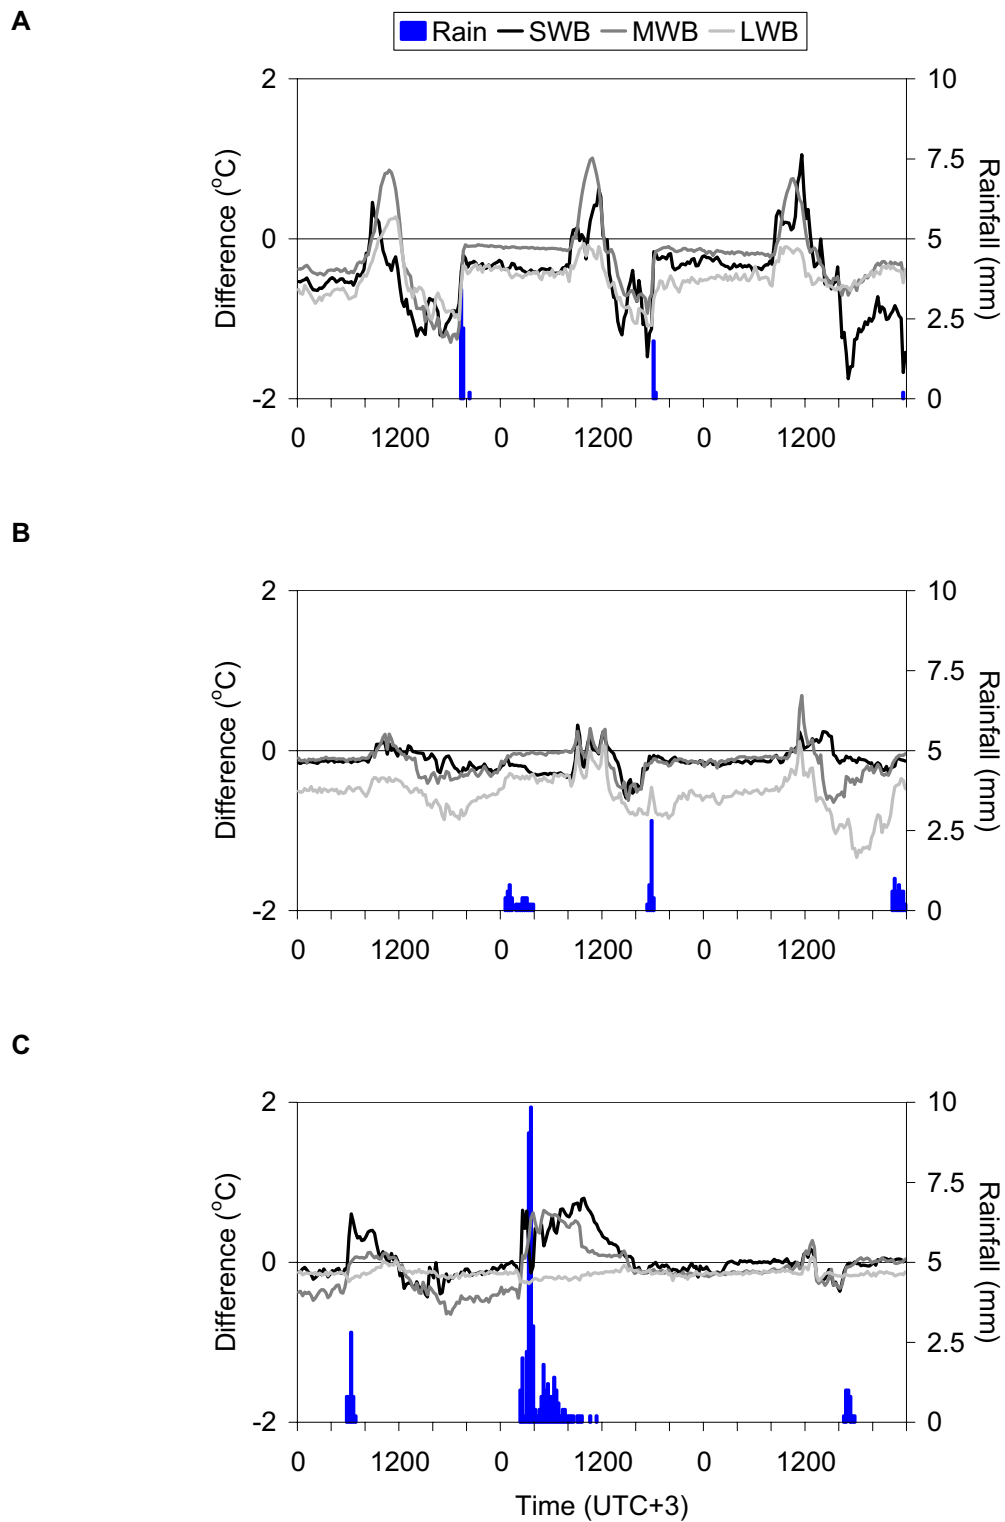 A
Rain SWB MWB LWB
2 10
7.5
0 5
2.5
-2 0
Difference (°C)
Rainfall (mm)
0 1200 0 1200 0 1200
B
2 10
7.5
0 5
2.5
-2 0
Difference (°C)
Rainfall (mm)
0 1200 0 1200 0 1200
C
2 10
7.5
0 5
2.5
-2 0
Difference (°C)
Rainfall (mm)
0 1200 0 1200 0 1200
Time (UTC+3)